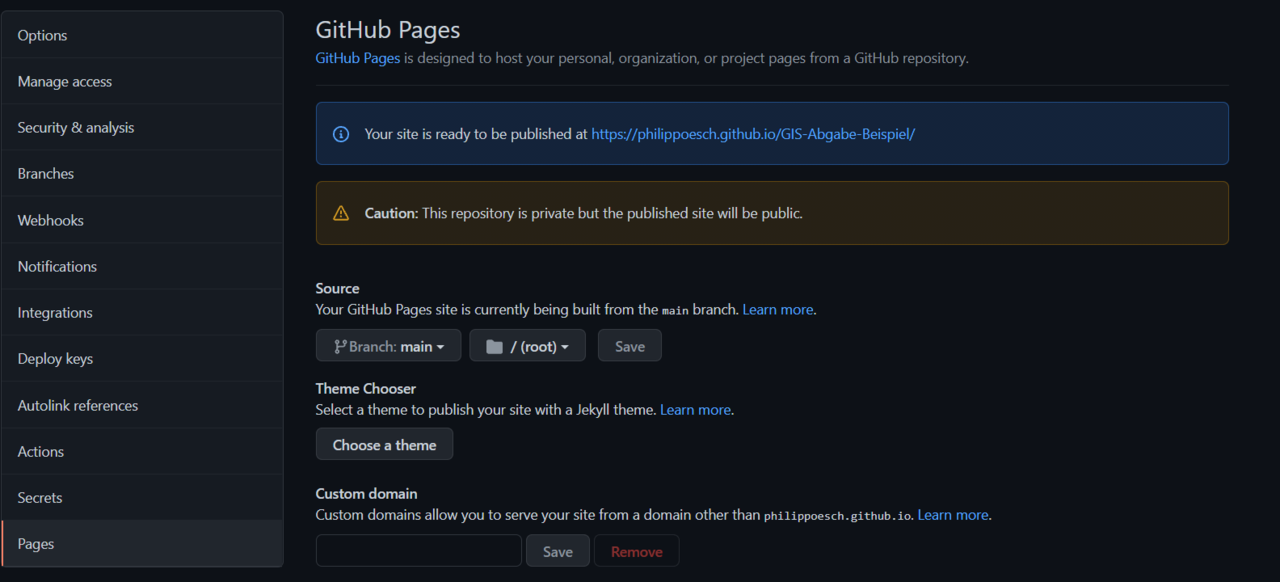 Options
Manage access
Security & analysis
Branches
Webhooks
Notifications
Integrations
Deploy keys
Autolink references
Actions
Secrets
Pages
GitHub Pages
GitHub Pages is designed to host your personal, organization, or project pages from a GitHub repository.
Your site is ready to be published at https://philippoesch.github.io/GIS-Abgabe-Beispiel/
Caution: This repository is private but the published site will be public.
Source
Your GitHub Pages site is currently being built from the main branch. Learn more.
Branch: main / (root) Save
Theme Chooser
Select a theme to publish your site with a Jekyll theme. Learn more.
Choose a theme
Custom domain
Custom domains allow you to serve your site from a domain other than philippoesch.github.io. Learn more.
Save Remove